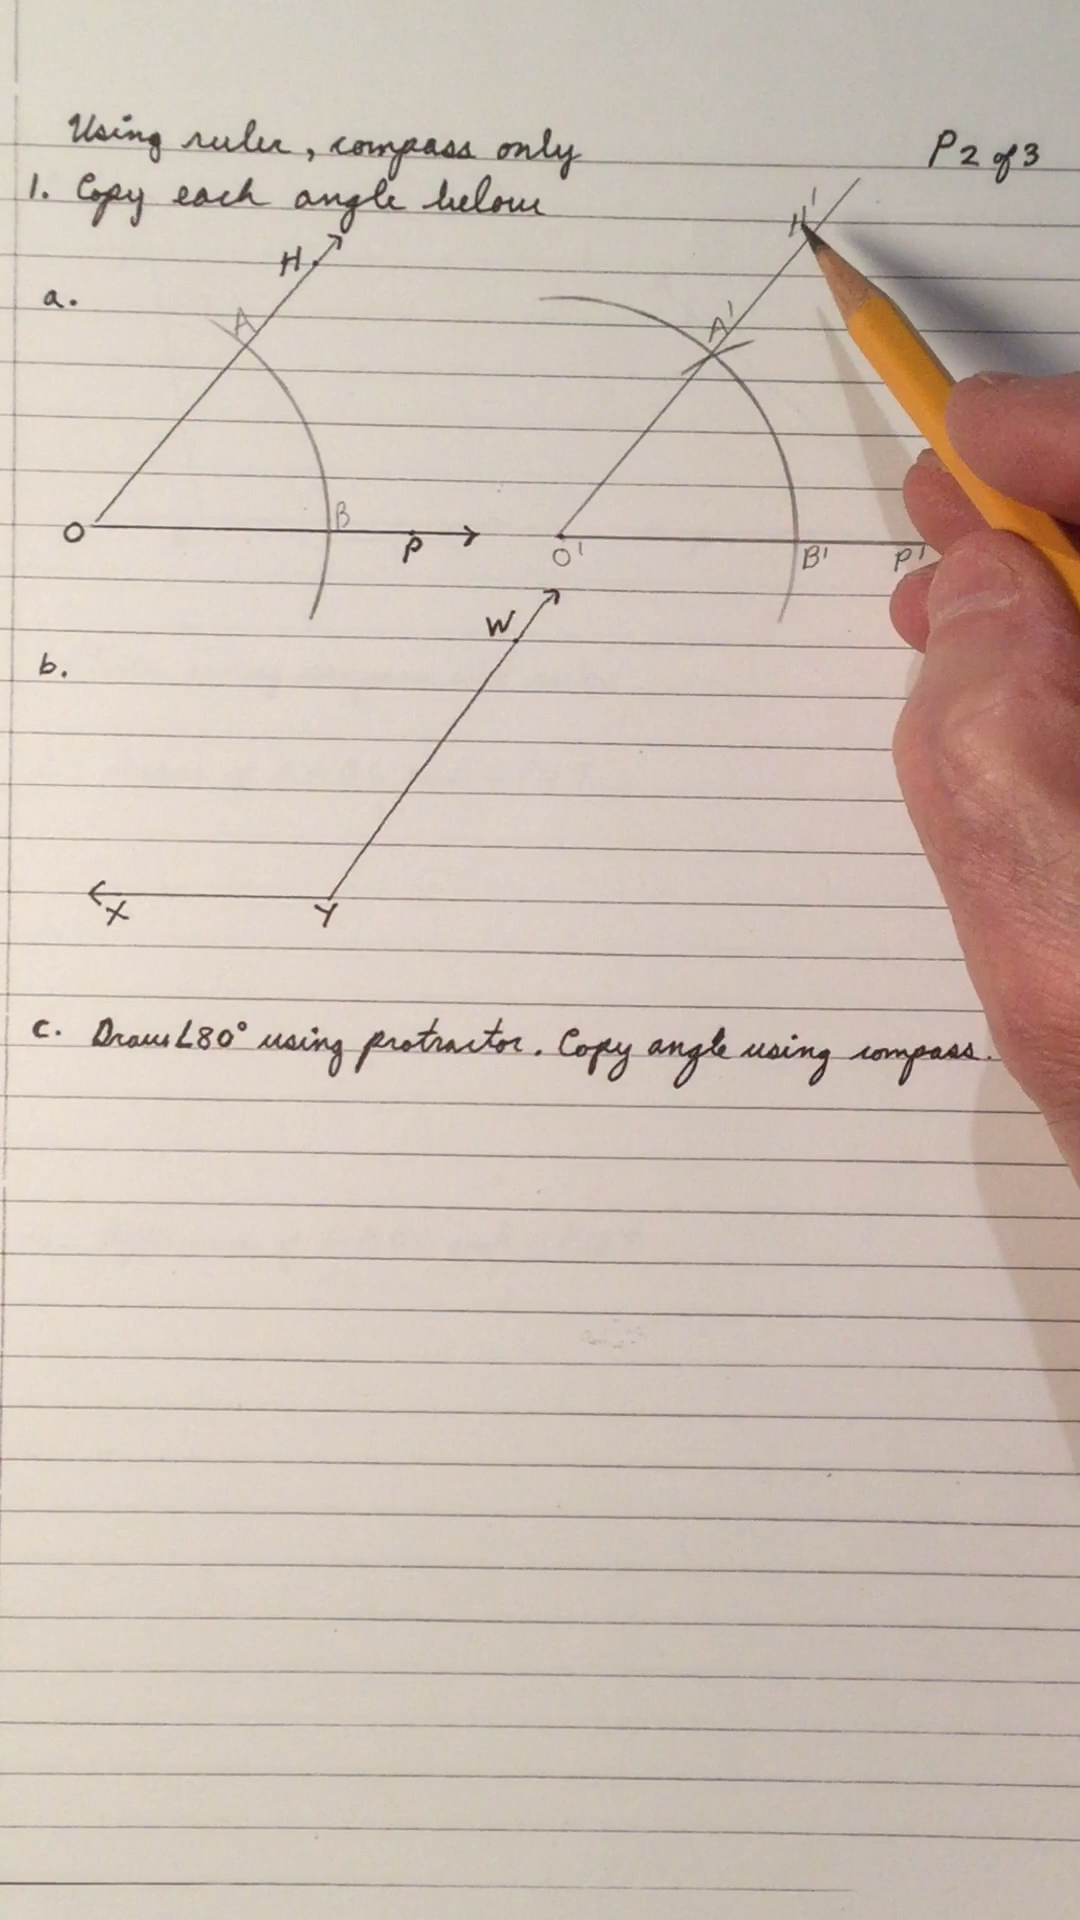 Using ruler, compass only
P 2 of 3
1. Copy each angle below
H'
H
a.
A
A'
B
O
P
O'
B'
P'
W
b.
X
Y
c. Draw ∠80° using protractor. Copy angle using compass.